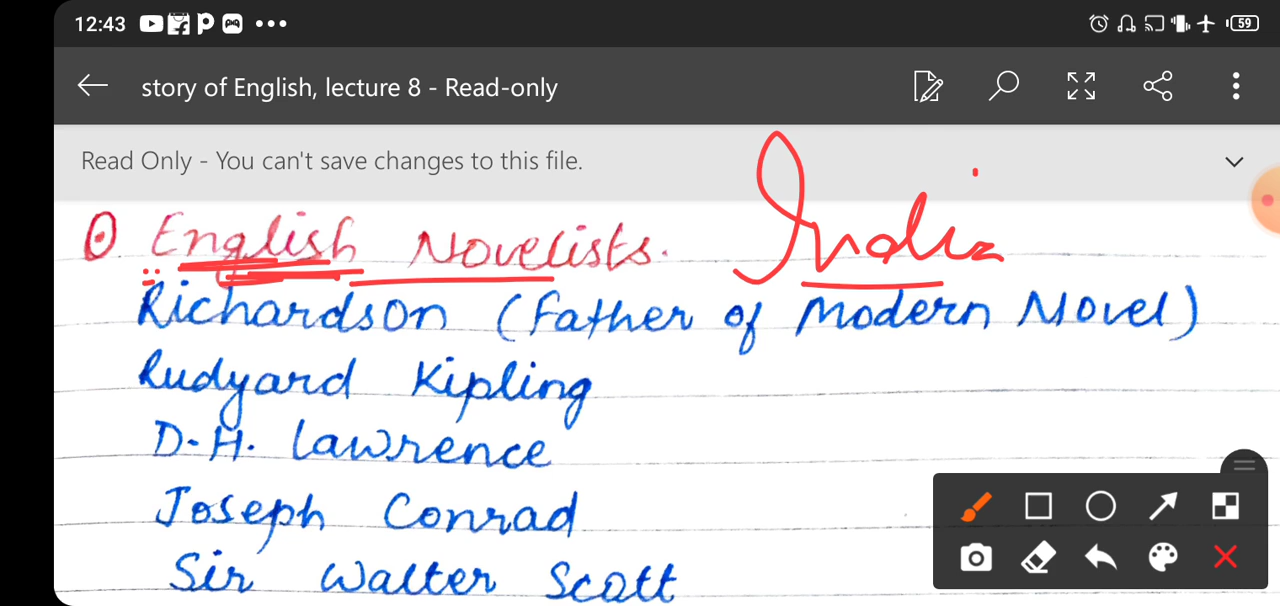 12:43 59
story of English, lecture 8 - Read-only
Read Only - You can't save changes to this file.
English Novelists. India
Richardson (Father of Modern Novel)
Rudyard Kipling
D.H. Lawrence
Joseph Conrad
Sir Walter Scott